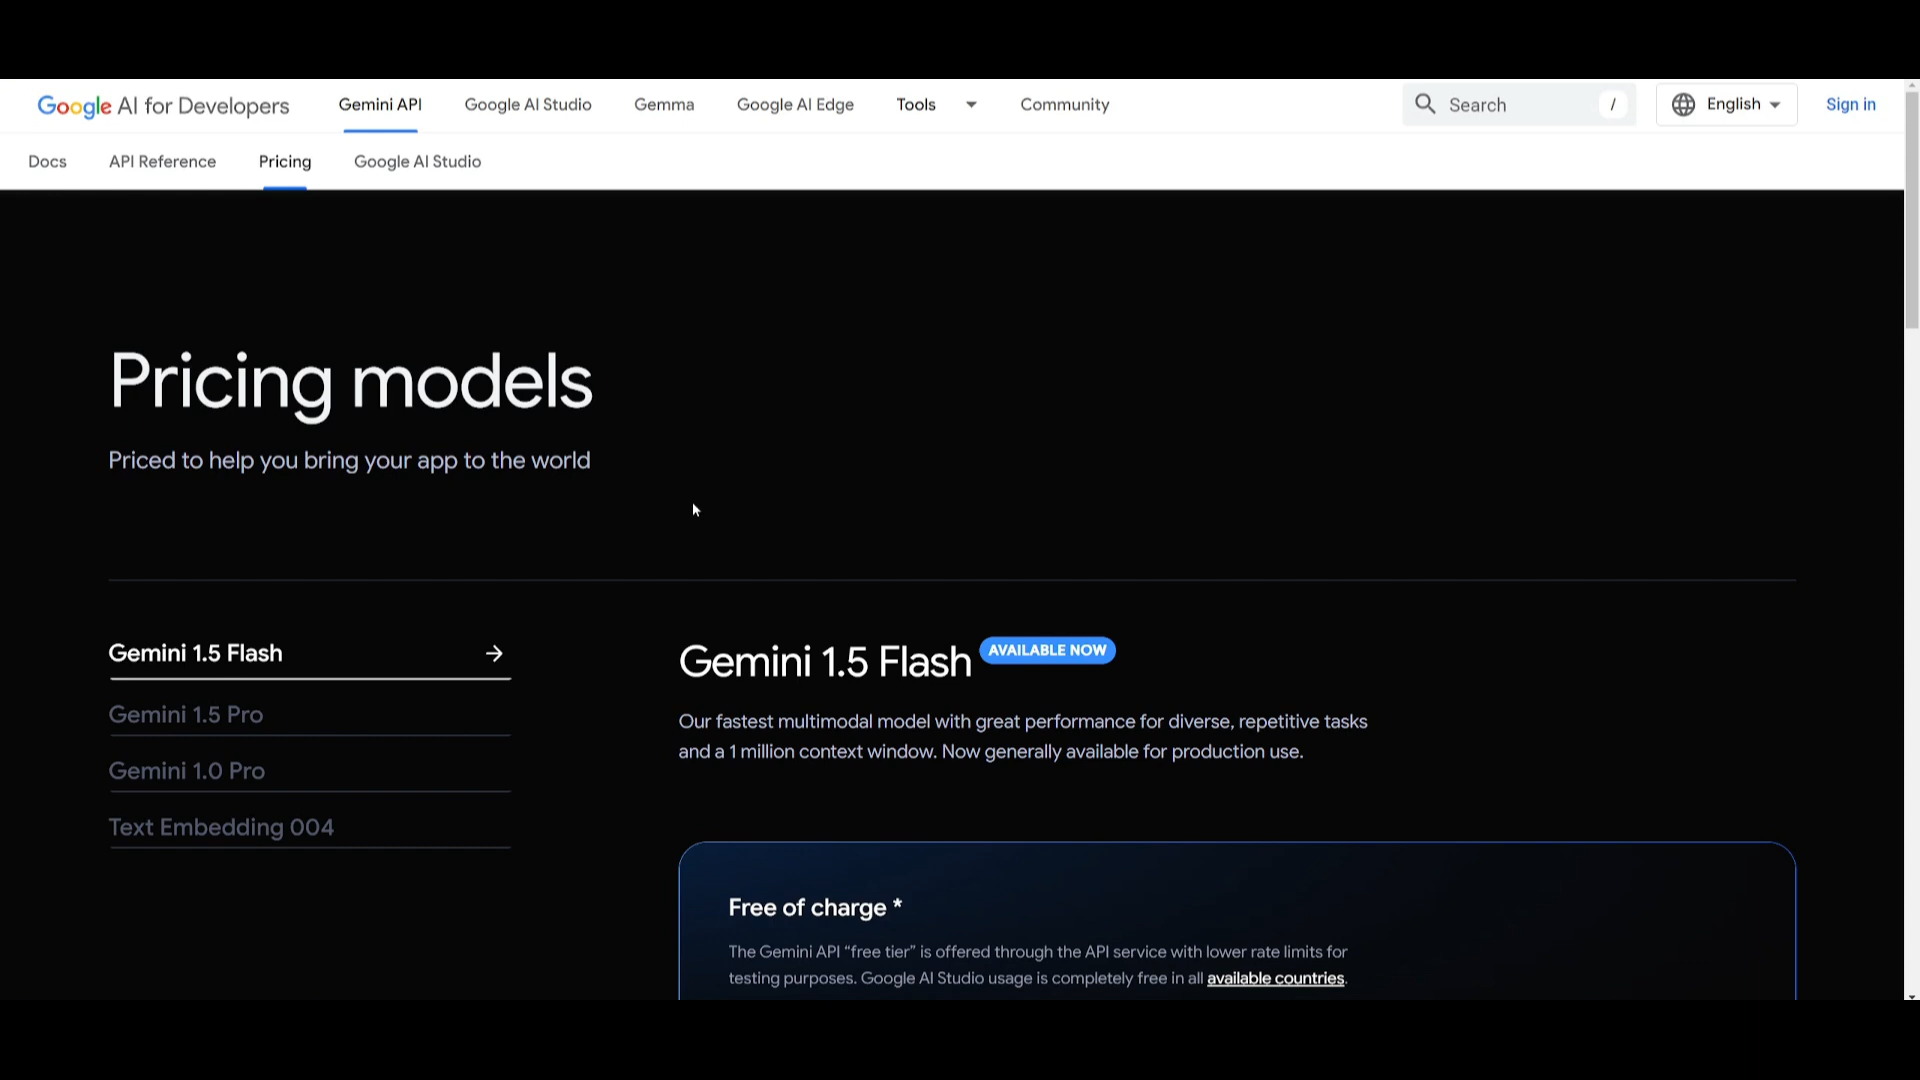 Google AI for Developers
Gemini API
Google AI Studio
Gemma
Google AI Edge
Tools
Community
Search
/
English
Sign in
Docs
API Reference
Pricing
Google AI Studio
Pricing models
Priced to help you bring your app to the world
Gemini 1.5 Flash
Gemini 1.5 Pro
Gemini 1.0 Pro
Text Embedding 004
Gemini 1.5 Flash
AVAILABLE NOW
Our fastest multimodal model with great performance for diverse, repetitive tasks
and a 1 million context window. Now generally available for production use.
Free of charge *
The Gemini API “free tier” is offered through the API service with lower rate limits for
testing purposes. Google AI Studio usage is completely free in all available countries.